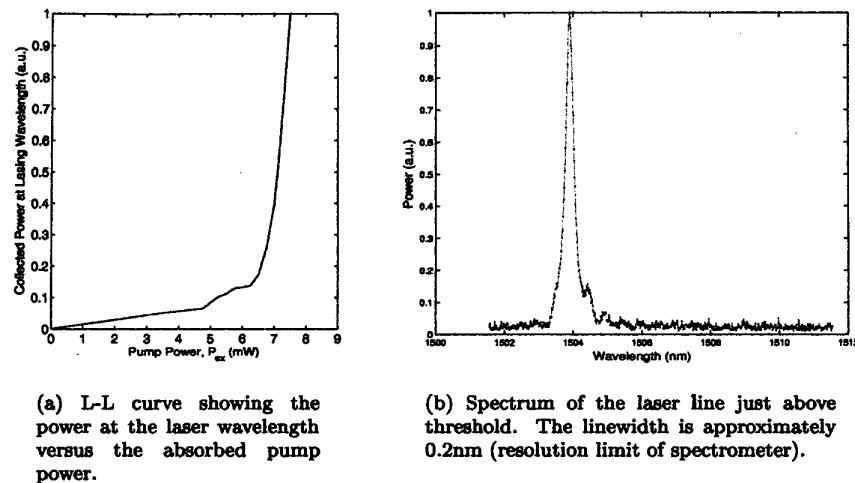 1
0.9
0.8
0.7
0.6
0.5
0.4
0.3
0.2
0.1
0
0 1 2 3 4 5 6 7 8 9
Collected Power at Lasing Wavelength (a.u.)
Pump Power, P_ex (mW)
1
0.9
0.8
0.7
0.6
0.5
0.4
0.3
0.2
0.1
0
1500 1502 1504 1506 1508 1510 1512
Power (a.u.)
Wavelength (nm)
(a) L-L curve showing the
power at the laser wavelength
versus the absorbed pump
power.
(b) Spectrum of the laser line just above
threshold. The linewidth is approximately
0.2nm (resolution limit of spectrometer).